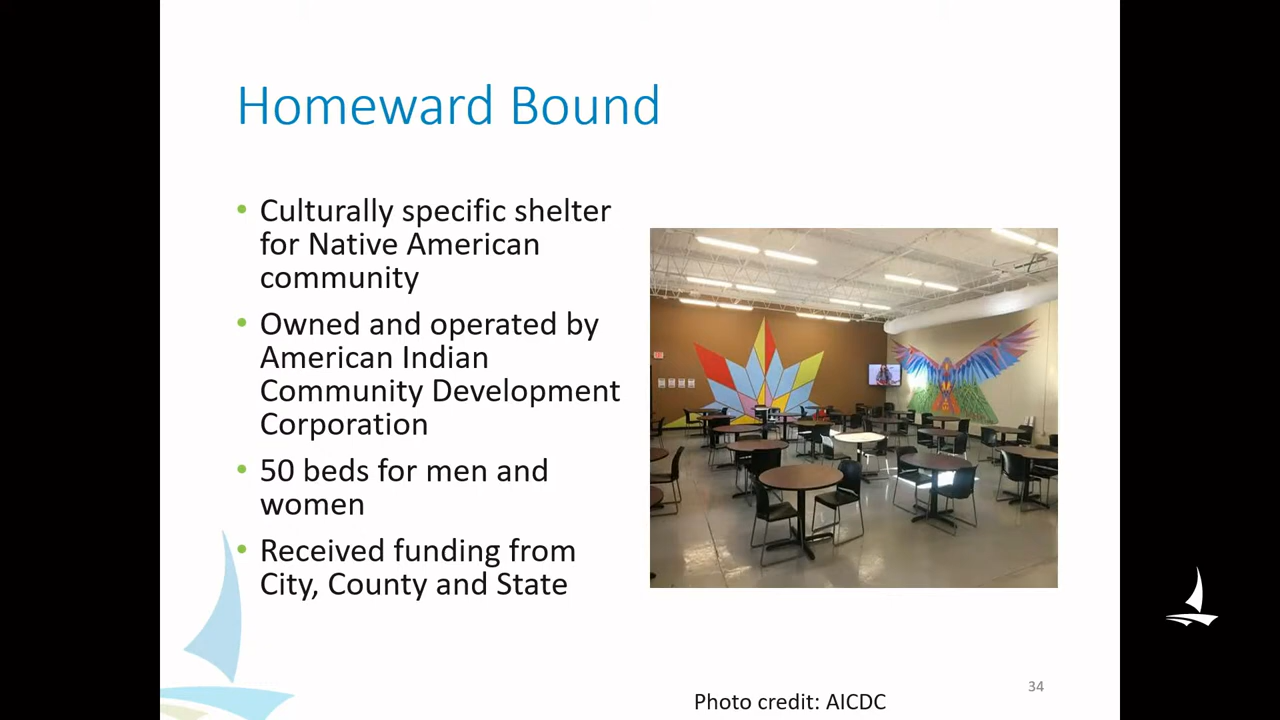 Homeward Bound
• Culturally specific shelter
for Native American
community
• Owned and operated by
American Indian
Community Development
Corporation
• 50 beds for men and
women
• Received funding from
City, County and State
Photo credit: AICDC
34